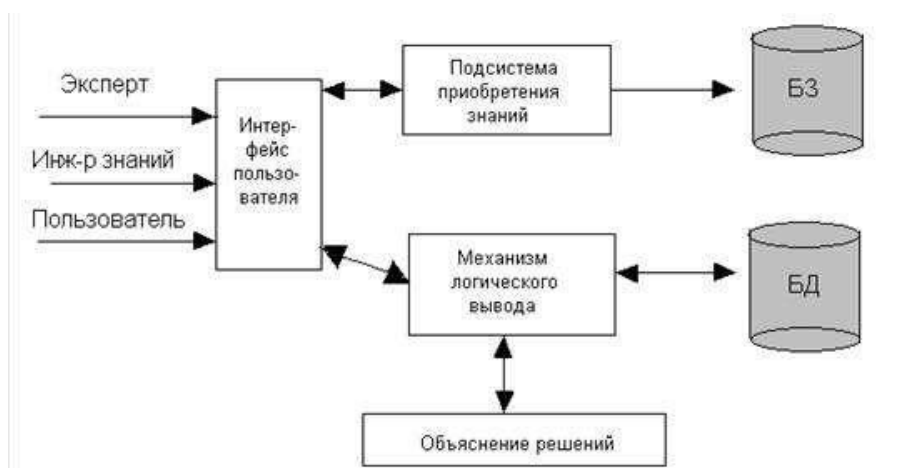 Эксперт
Инж-р знаний
Пользователь
Интер-
фейс
пользо-
вателя
Подсистема
приобретения
знаний
БЗ
Механизм
логического
вывода
БД
Объяснение решений